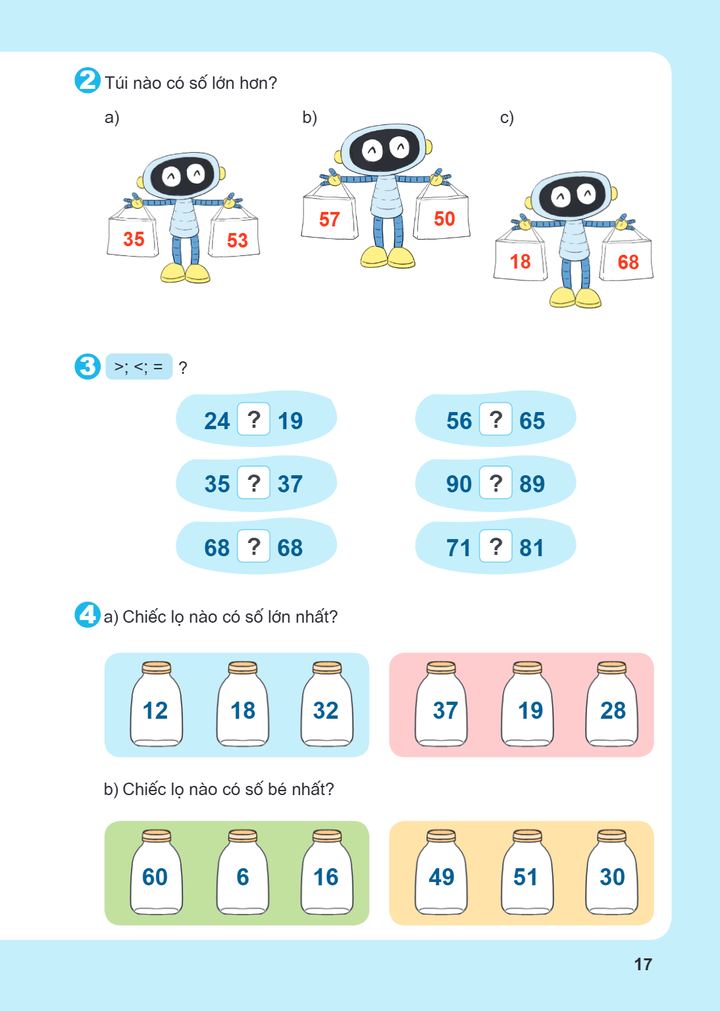 2 Túi nào có số lớn hơn?
a) b) c)
35 53 57 50 18 68
3 >; <; = ?
24 ? 19 56 ? 65
35 ? 37 90 ? 89
68 ? 68 71 ? 81
4 a) Chiếc lọ nào có số lớn nhất?
12 18 32 37 19 28
b) Chiếc lọ nào có số bé nhất?
60 6 16 49 51 30
17